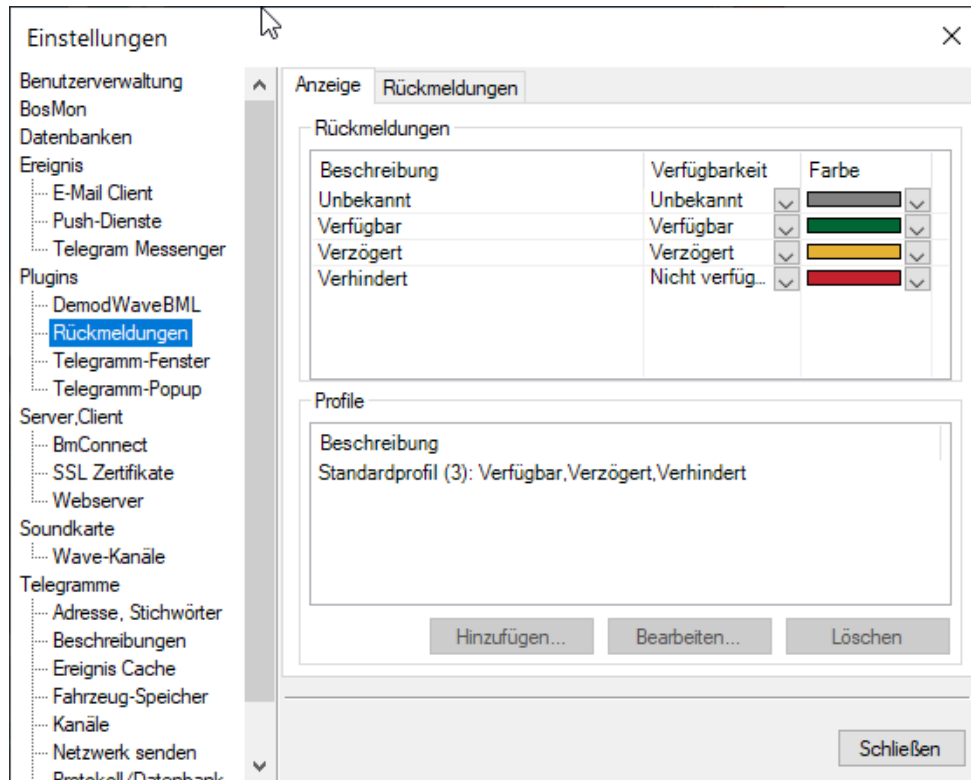 Einstellungen
Benutzerverwaltung
BosMon
Datenbanken
Ereignis
E-Mail Client
Push-Dienste
Telegram Messenger
Plugins
DemodWaveBML
Rückmeldungen
Telegramm-Fenster
Telegramm-Popup
Server,Client
BmConnect
SSL Zertifikate
Webserver
Soundkarte
Wave-Kanäle
Telegramme
Adresse, Stichwörter
Beschreibungen
Ereignis Cache
Fahrzeug-Speicher
Kanäle
Netzwerk senden
Protokoll/Datenbank
Anzeige Rückmeldungen
Rückmeldungen
Beschreibung Verfügbarkeit Farbe
Unbekannt Unbekannt
Verfügbar Verfügbar
Verzögert Verzögert
Verhindert Nicht verfüg...
Profile
Beschreibung
Standardprofil (3): Verfügbar,Verzögert,Verhindert
Hinzufügen... Bearbeiten... Löschen
Schließen